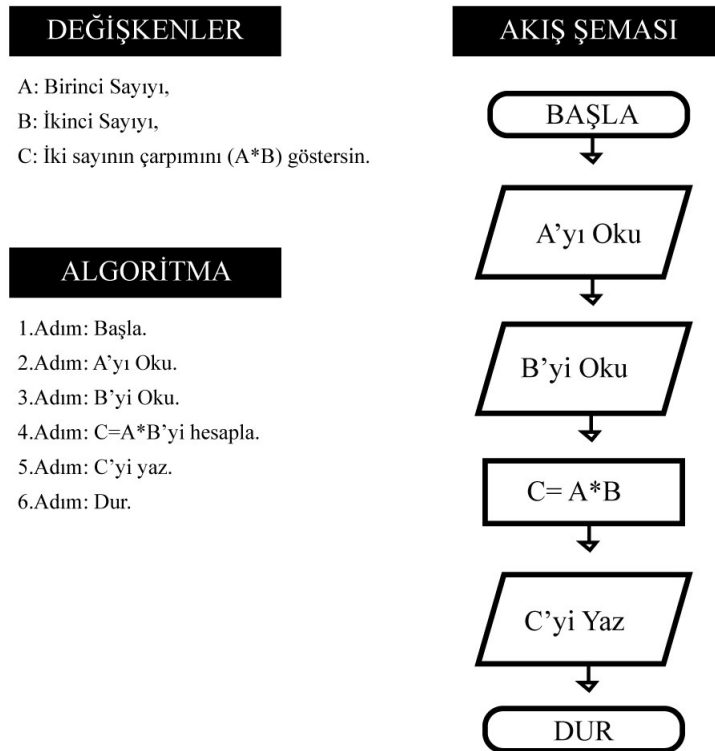 DEĞİŞKENLER
A: Birinci Sayıyı,
B: İkinci Sayıyı,
C: İki sayının çarpımını (A*B) göstersin.
ALGORİTMA
1.Adım: Başla.
2.Adım: A’yı Oku.
3.Adım: B’yi Oku.
4.Adım: C=A*B’yi hesapla.
5.Adım: C’yi yaz.
6.Adım: Dur.
AKIŞ ŞEMASI
BAŞLA
A’yı Oku
B’yi Oku
C= A*B
C’yi Yaz
DUR